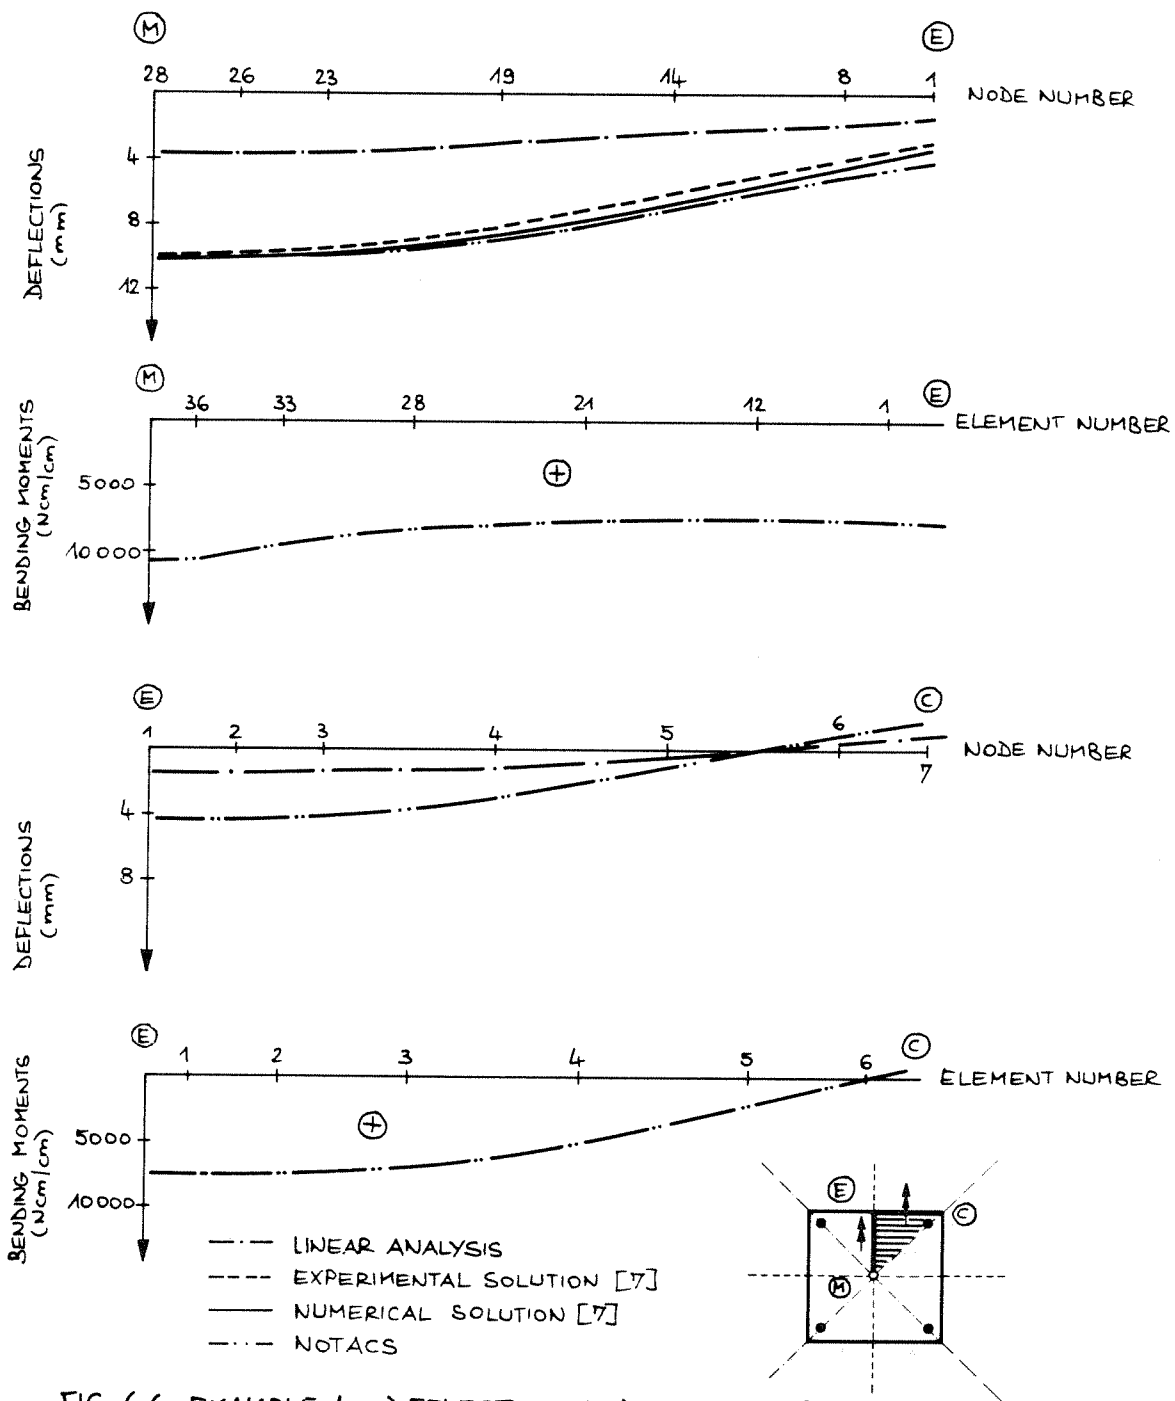 M E
28 26 23 19 14 8 1 NODE NUMBER
DEFLECTIONS
(mm)
4
8
12
M E
36 33 28 21 12 1 ELEMENT NUMBER
BENDING MOMENTS
(Ncm/cm)
5000
10 000
+
E C
1 2 3 4 5 6 7 NODE NUMBER
DEFLECTIONS
(mm)
4
8
E C
1 2 3 4 5 6 ELEMENT NUMBER
BENDING MOMENTS
(Ncm/cm)
5000
10 000
+
LINEAR ANALYSIS
EXPERIMENTAL SOLUTION [7]
NUMERICAL SOLUTION [7]
NOTACS
E C
M